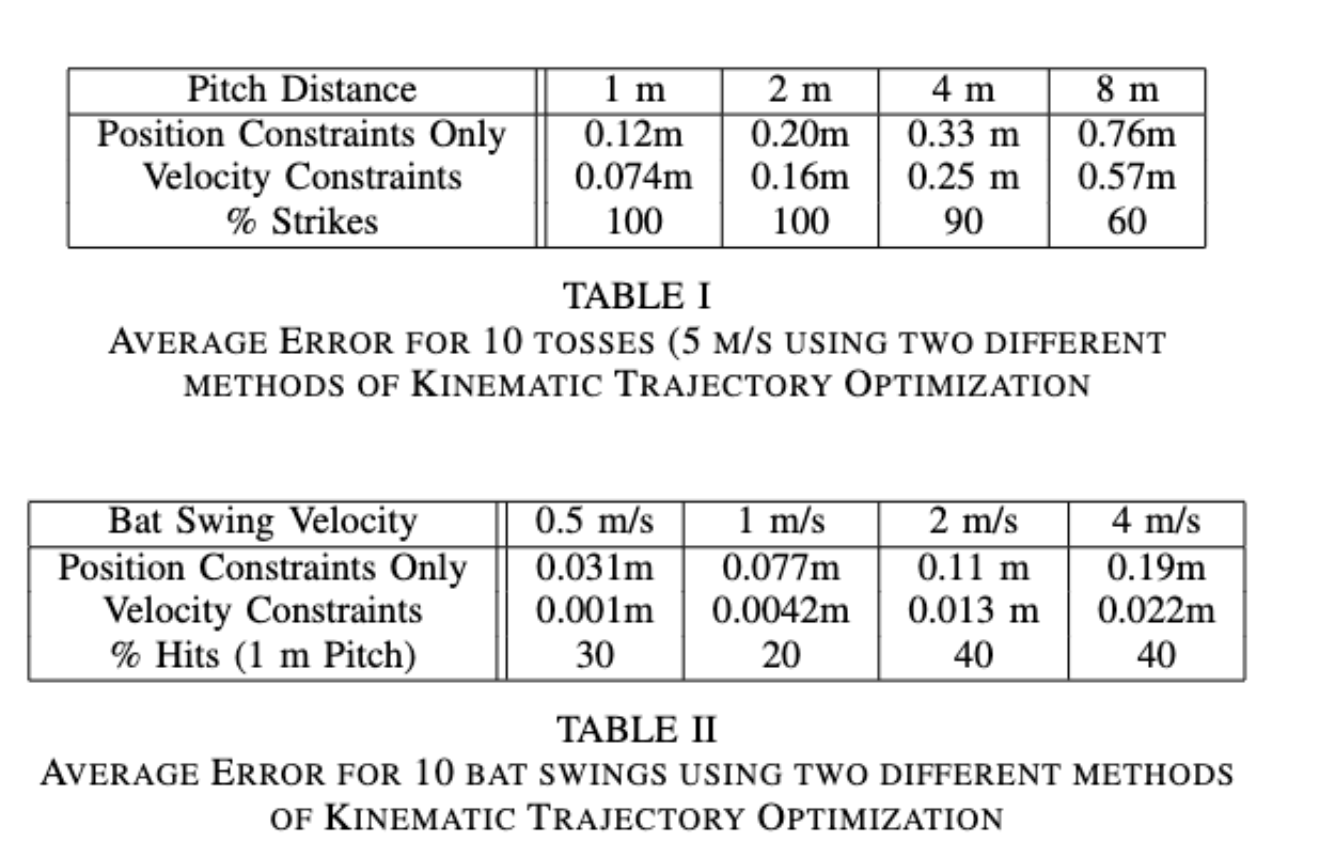 Pitch Distance 1 m 2 m 4 m 8 m
Position Constraints Only 0.12m 0.20m 0.33 m 0.76m
Velocity Constraints 0.074m 0.16m 0.25 m 0.57m
% Strikes 100 100 90 60
TABLE I
AVERAGE ERROR FOR 10 TOSSES (5 M/S USING TWO DIFFERENT
METHODS OF KINEMATIC TRAJECTORY OPTIMIZATION
Bat Swing Velocity 0.5 m/s 1 m/s 2 m/s 4 m/s
Position Constraints Only 0.031m 0.077m 0.11 m 0.19m
Velocity Constraints 0.001m 0.0042m 0.013 m 0.022m
% Hits (1 m Pitch) 30 20 40 40
TABLE II
AVERAGE ERROR FOR 10 BAT SWINGS USING TWO DIFFERENT METHODS
OF KINEMATIC TRAJECTORY OPTIMIZATION